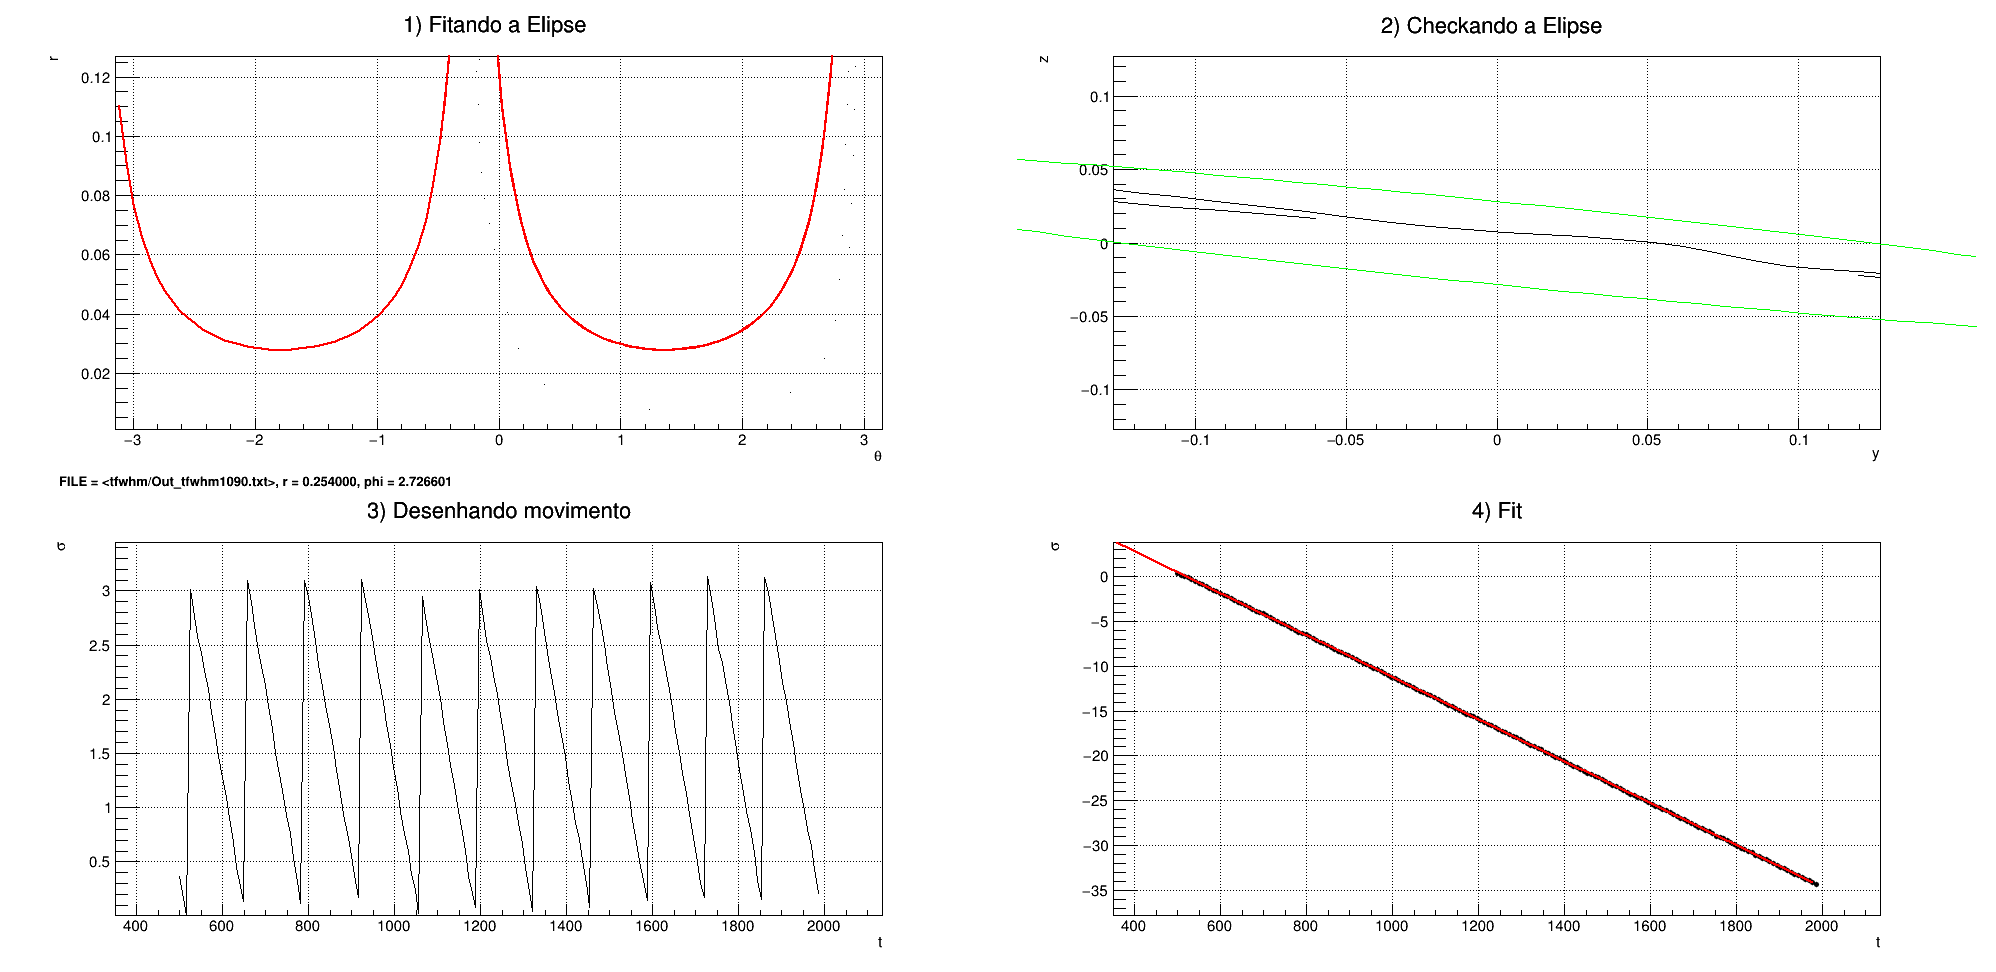 1) Fitando a Elipse
r
0.12
0.1
0.08
0.06
0.04
0.02
−3 −2 −1 0 1 2 3
θ
2) Checkando a Elipse
z
0.1
0.05
0
−0.05
−0.1
−0.1 −0.05 0 0.05 0.1
y
FILE = <tfwhm/Out_tfwhm1090.txt>, r = 0.254000, phi = 2.726601
3) Desenhando movimento
σ
3
2.5
2
1.5
1
0.5
400 600 800 1000 1200 1400 1600 1800 2000
t
4) Fit
σ
0
−5
−10
−15
−20
−25
−30
−35
400 600 800 1000 1200 1400 1600 1800 2000
t